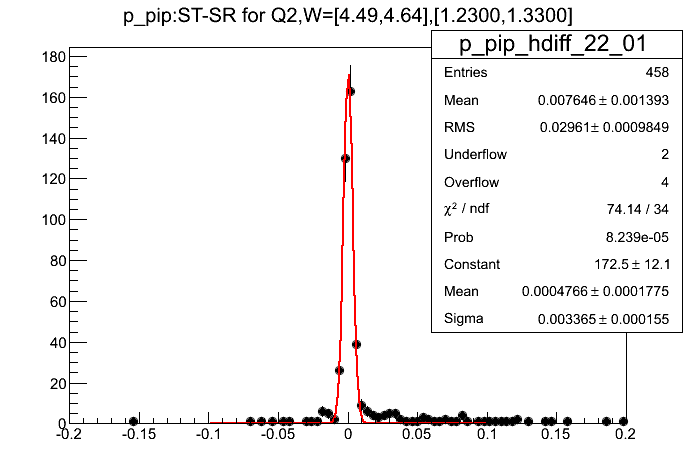 p_pip:ST-SR for Q2,W=[4.49,4.64],[1.2300,1.3300]
p_pip_hdiff_22_01
Entries 458
Mean 0.007646 ± 0.001393
RMS 0.02961 ± 0.0009849
Underflow 2
Overflow 4
χ² / ndf 74.14 / 34
Prob 8.239e-05
Constant 172.5 ± 12.1
Mean 0.0004766 ± 0.0001775
Sigma 0.003365 ± 0.000155
180
160
140
120
100
80
60
40
20
0
-0.2 -0.15 -0.1 -0.05 0 0.05 0.1 0.15 0.2